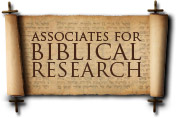 ASSOCIATES FOR
BIBLICAL
RESEARCH